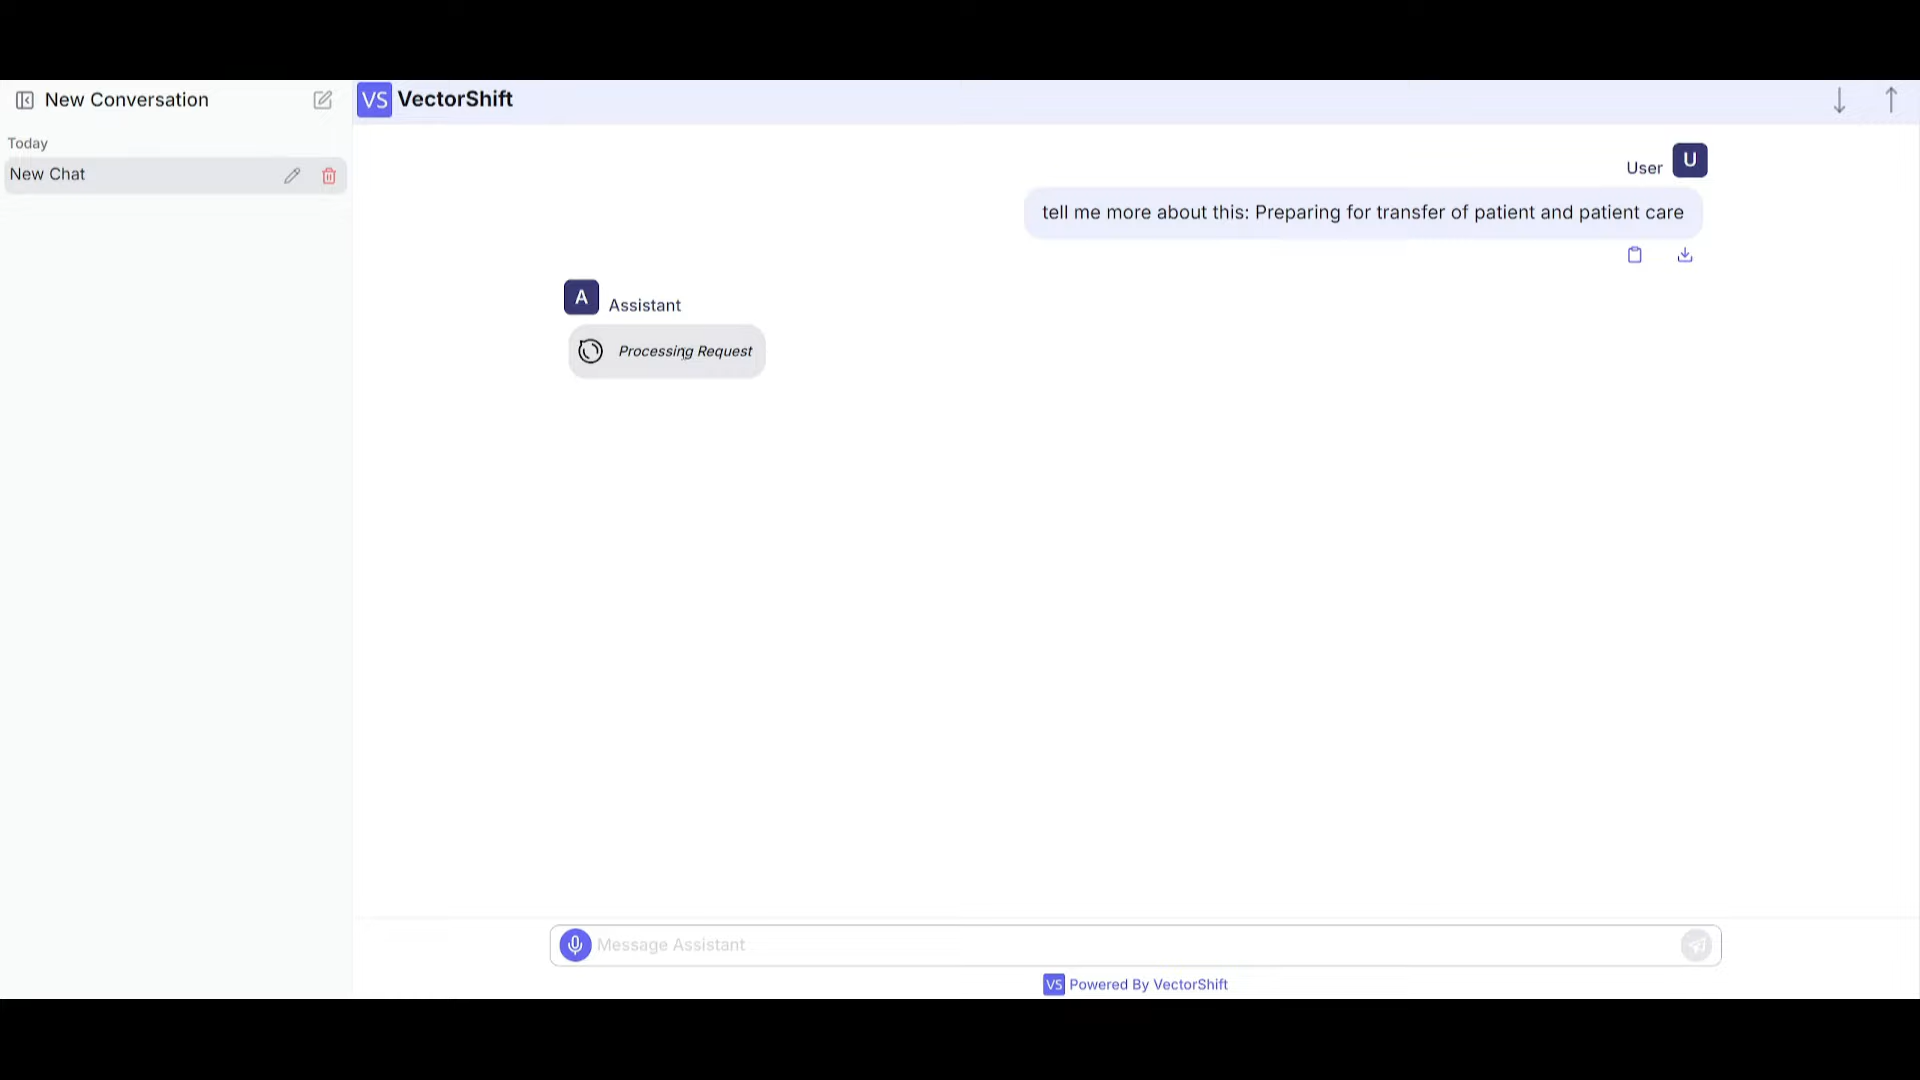 New Conversation
VS VectorShift
Today
New Chat
User U
tell me more about this: Preparing for transfer of patient and patient care
A Assistant
Processing Request
Message Assistant
VS Powered By VectorShift